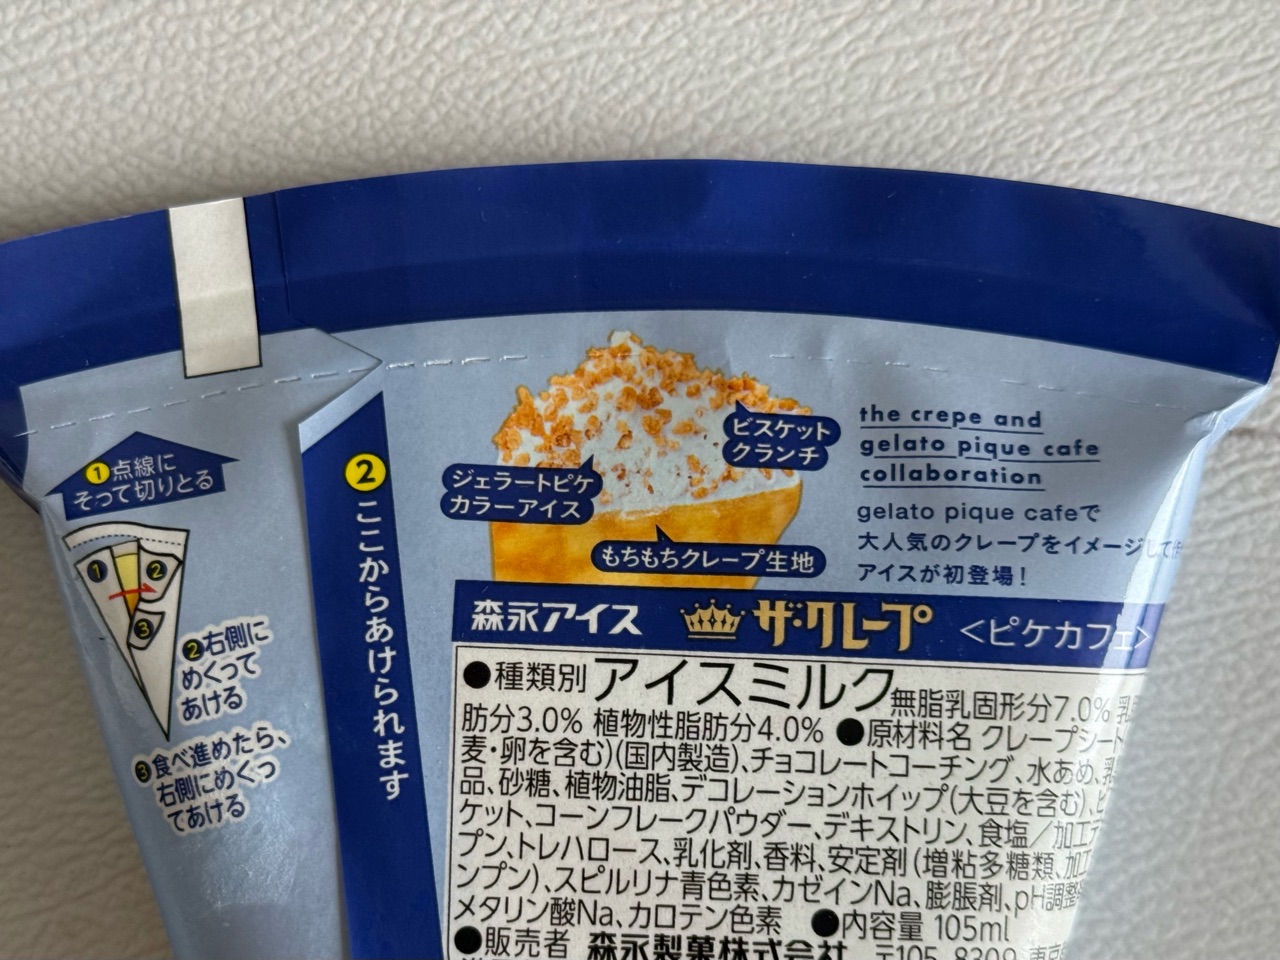 ①点線に
そって切りとる
① ②
③
②右側に
めくって
あける
③食べ進めたら、
右側にめくっ
てあける
②ここからあけられます
ビスケット
クランチ
ジェラートピケ
カラーアイス
もちもちクレープ生地
the crepe and
gelato pique cafe
collaboration
gelato pique cafeで
大人気のクレープをイメージして
アイスが初登場!
森永アイス ザ・クレープ <ピケカフェ>
●種類別 アイスミルク 無脂乳固形分7.0% 乳
肪分3.0% 植物性脂肪分4.0% ●原材料名 クレープシート
麦・卵を含む)(国内製造)、チョコレートコーチング、水あめ、乳
品、砂糖、植物油脂、デコレーションホイップ(大豆を含む)、ビ
ケット、コーンフレークパウダー、デキストリン、食塩/加工
プン、トレハロース、乳化剤、香料、安定剤(増粘多糖類、加工
ンプン)、スピルリナ青色素、カゼインNa、膨脹剤、pH調整
メタリン酸Na、カロテン色素 ●内容量 105ml
●販売者 森永製菓株式会社 〒105-8309 東京